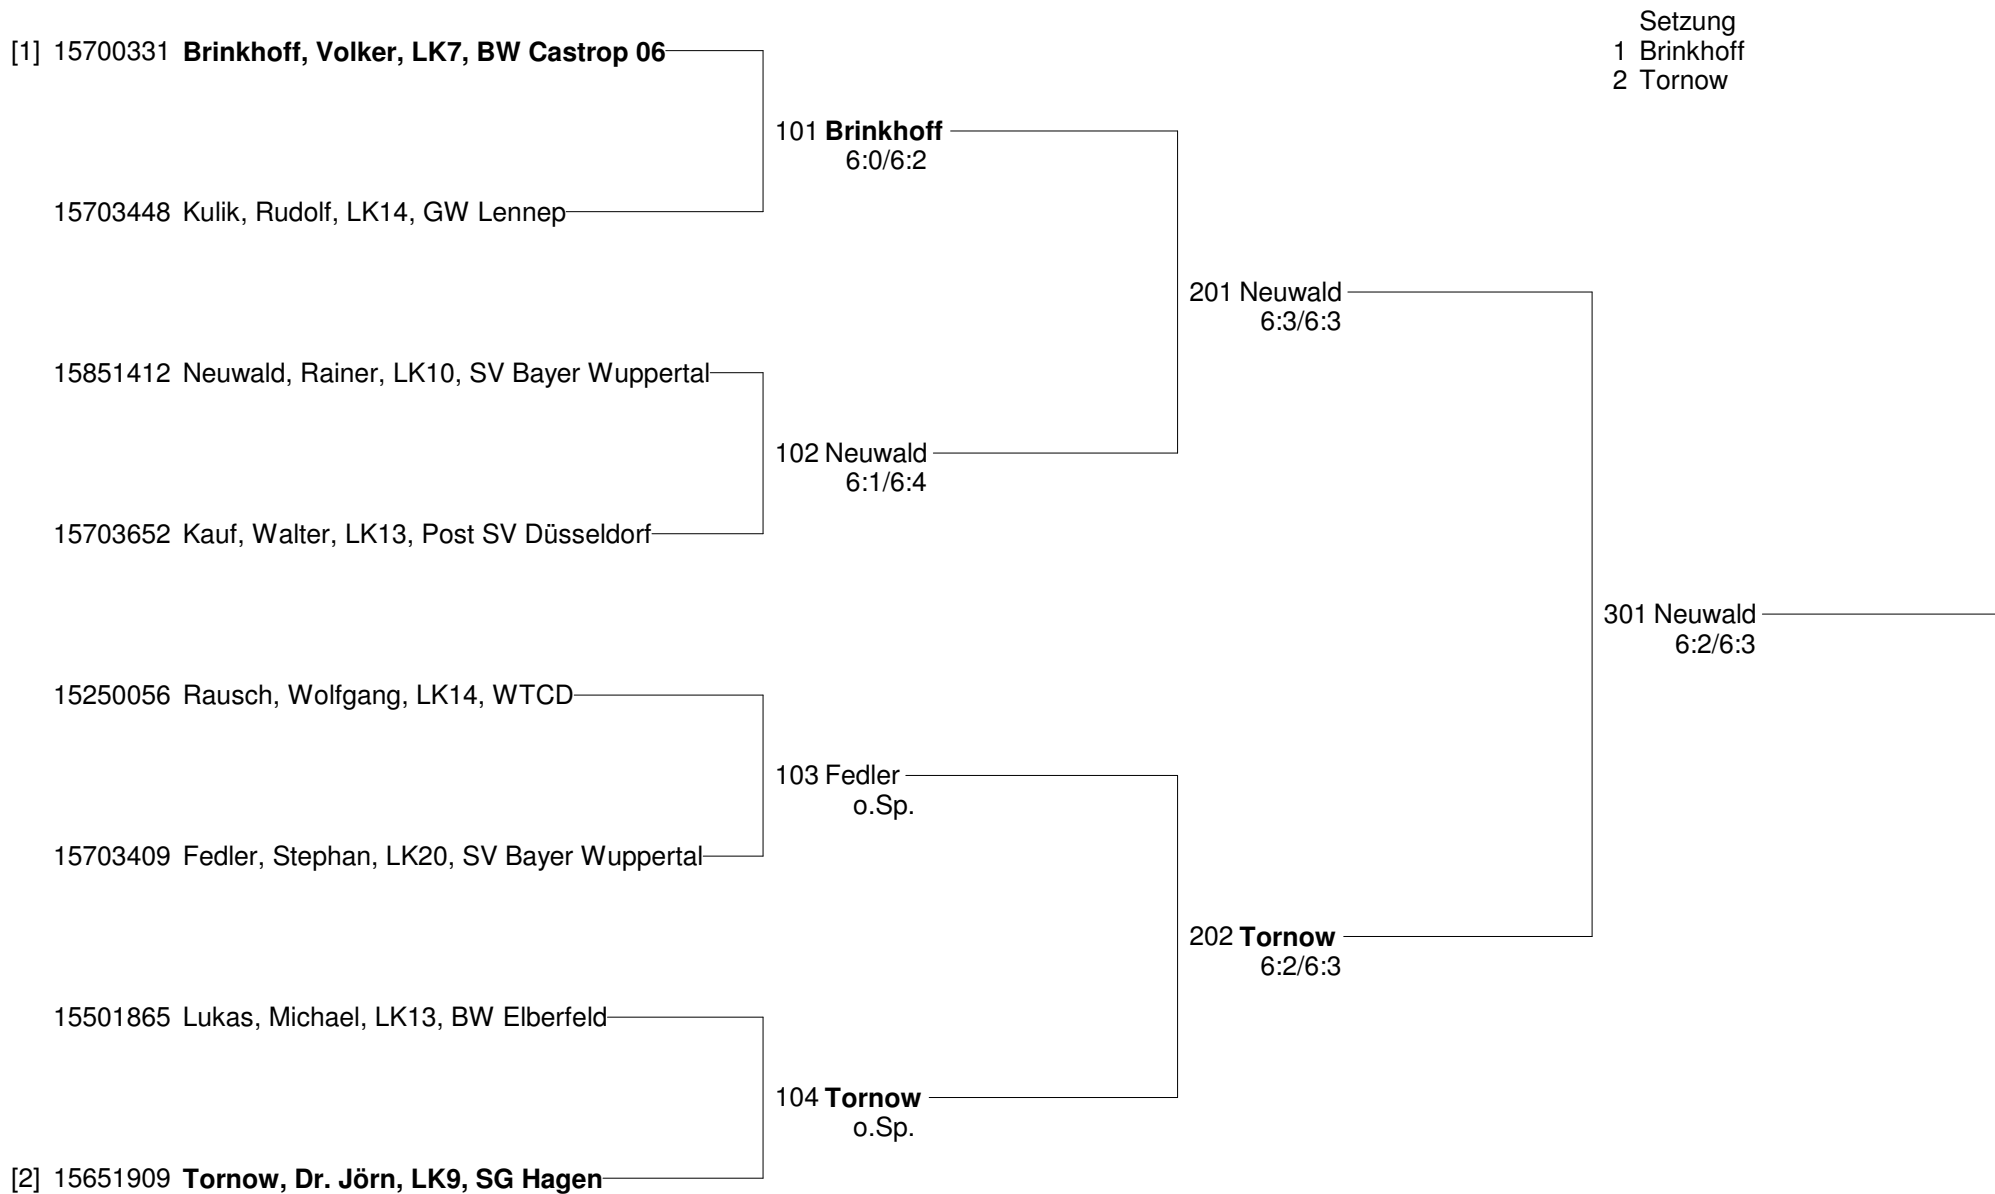 Setzung
1 Brinkhoff
2 Tornow
[1] 15700331 Brinkhoff, Volker, LK7, BW Castrop 06
101 Brinkhoff
6:0/6:2
15703448 Kulik, Rudolf, LK14, GW Lennep
201 Neuwald
6:3/6:3
15851412 Neuwald, Rainer, LK10, SV Bayer Wuppertal
102 Neuwald
6:1/6:4
15703652 Kauf, Walter, LK13, Post SV Düsseldorf
301 Neuwald
6:2/6:3
15250056 Rausch, Wolfgang, LK14, WTCD
103 Fedler
o.Sp.
15703409 Fedler, Stephan, LK20, SV Bayer Wuppertal
202 Tornow
6:2/6:3
15501865 Lukas, Michael, LK13, BW Elberfeld
104 Tornow
o.Sp.
[2] 15651909 Tornow, Dr. Jörn, LK9, SG Hagen